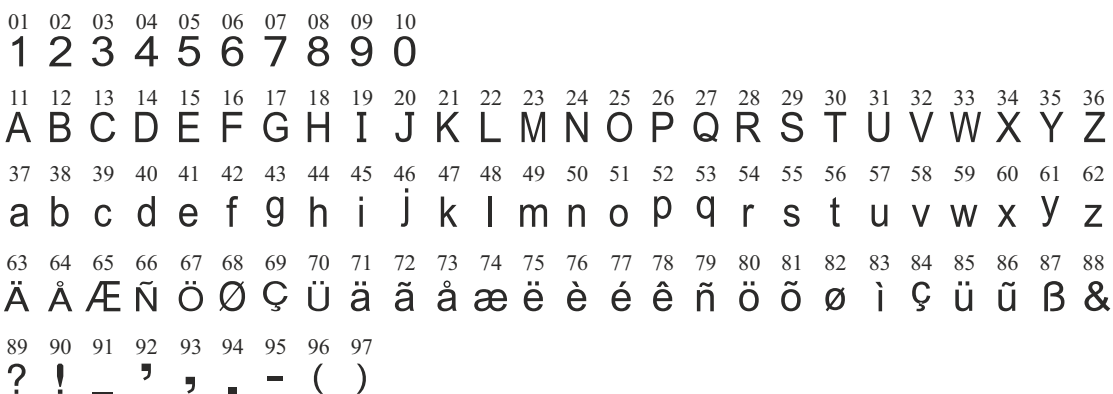 01 02 03 04 05 06 07 08 09 10
1 2 3 4 5 6 7 8 9 0
11 12 13 14 15 16 17 18 19 20 21 22 23 24 25 26 27 28 29 30 31 32 33 34 35 36
A B C D E F G H I J K L M N O P Q R S T U V W X Y Z
37 38 39 40 41 42 43 44 45 46 47 48 49 50 51 52 53 54 55 56 57 58 59 60 61 62
a b c d e f g h i j k l m n o p q r s t u v w x y z
63 64 65 66 67 68 69 70 71 72 73 74 75 76 77 78 79 80 81 82 83 84 85 86 87 88
Ä Å Æ Ñ Ö Ø Ç Ü ä ã å æ ë è é ê ñ ö õ ø ì ç ü ũ ß &
89 90 91 92 93 94 95 96 97
? ! _ ’ , . - ( )